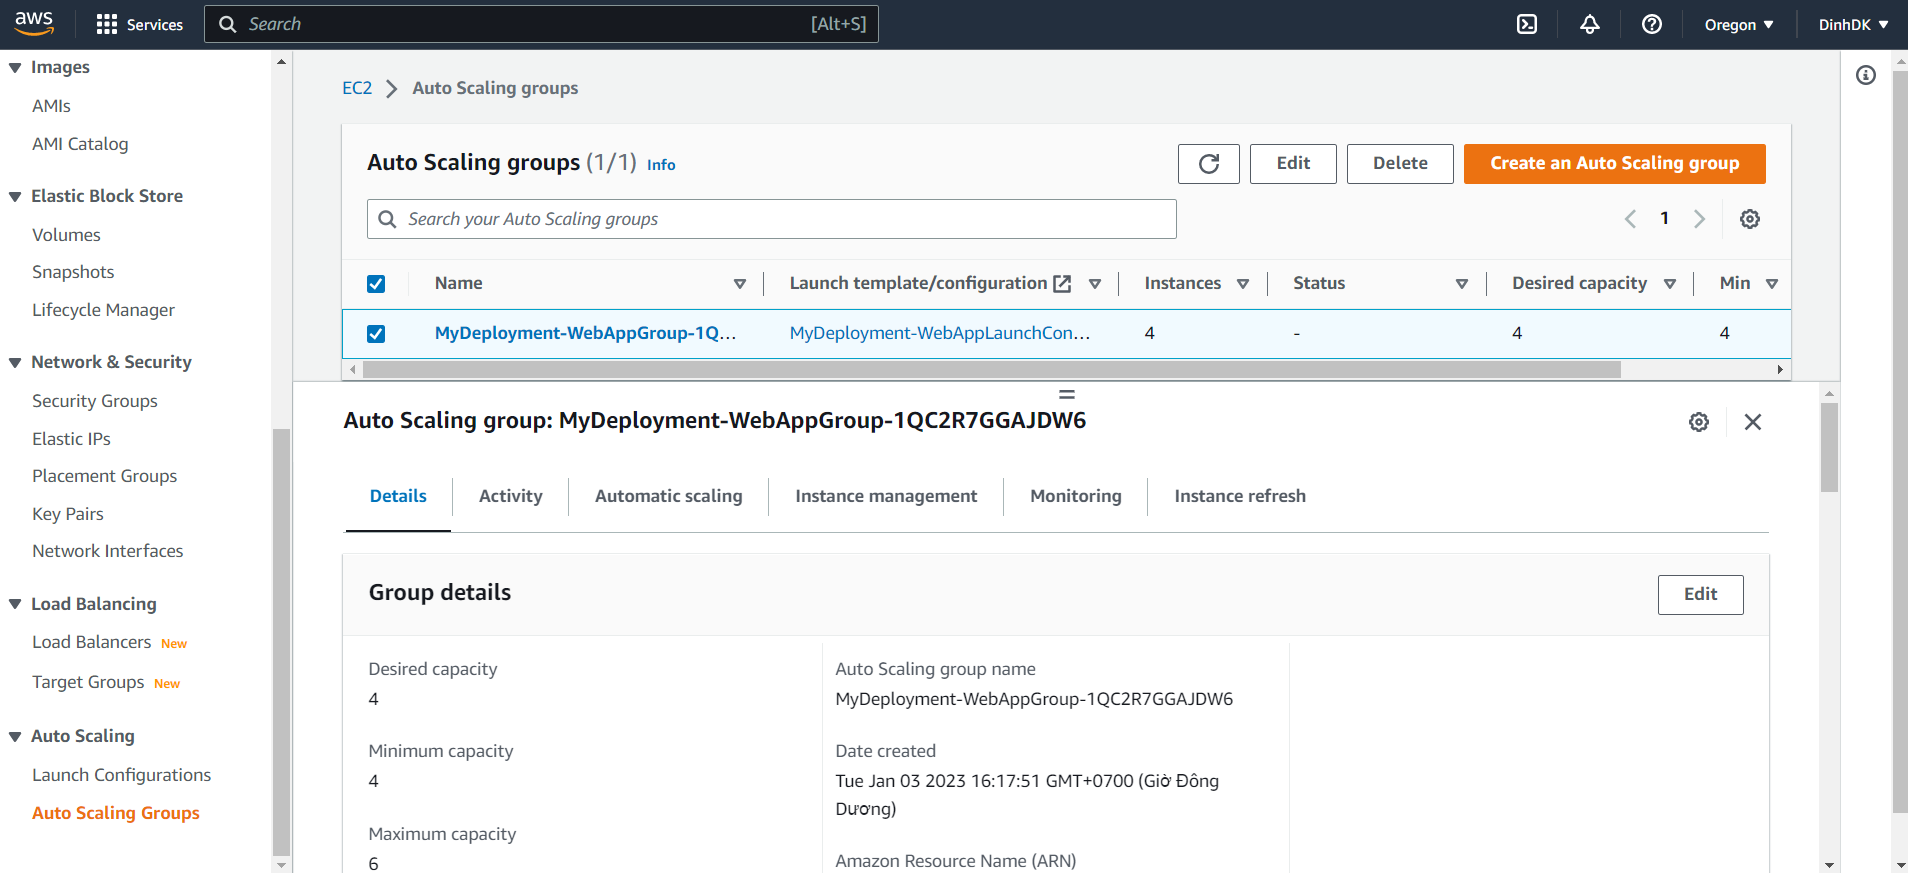 aws
Services
Search
[Alt+S]
Oregon
DinhDK
Images
AMIs
AMI Catalog
Elastic Block Store
Volumes
Snapshots
Lifecycle Manager
Network & Security
Security Groups
Elastic IPs
Placement Groups
Key Pairs
Network Interfaces
Load Balancing
Load Balancers New
Target Groups New
Auto Scaling
Launch Configurations
Auto Scaling Groups
EC2 Auto Scaling groups
Auto Scaling groups (1/1) Info
Edit
Delete
Create an Auto Scaling group
Search your Auto Scaling groups
1
Name Launch template/configuration Instances Status Desired capacity Min
MyDeployment-WebAppGroup-1Q... MyDeployment-WebAppLaunchCon... 4 - 4 4
Auto Scaling group: MyDeployment-WebAppGroup-1QC2R7GGAJDW6
Details Activity Automatic scaling Instance management Monitoring Instance refresh
Group details
Edit
Desired capacity
4
Minimum capacity
4
Maximum capacity
6
Auto Scaling group name
MyDeployment-WebAppGroup-1QC2R7GGAJDW6
Date created
Tue Jan 03 2023 16:17:51 GMT+0700 (Giờ Đông
Dương)
Amazon Resource Name (ARN)